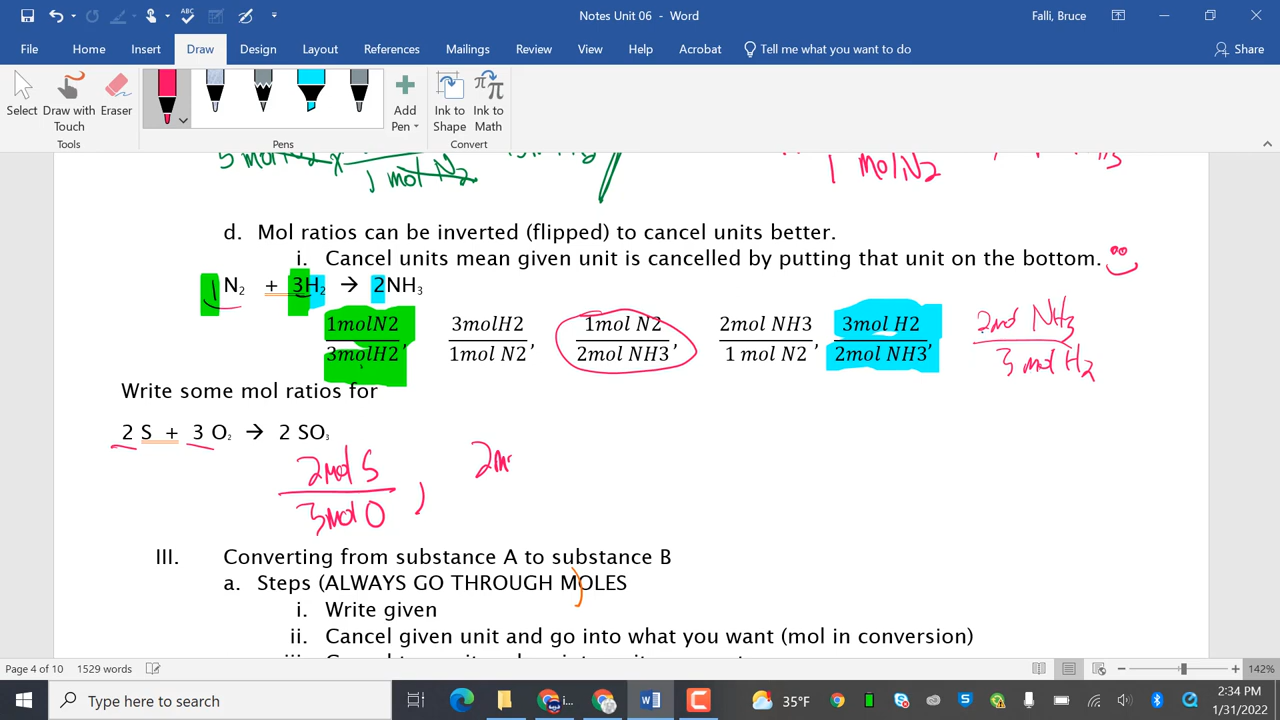 Notes Unit 06 - Word
Falli, Bruce
File Home Insert Draw Design Layout References Mailings Review View Help Acrobat Tell me what you want to do Share
Select Draw with Touch Eraser Add Pen Ink to Shape Ink to Math
Tools Pens Convert
1 mol N2 1 mol N2
d. Mol ratios can be inverted (flipped) to cancel units better.
i. Cancel units mean given unit is cancelled by putting that unit on the bottom.
1 N₂ + 3H₂ → 2NH₃
1molN2 3molH2 1mol N2 2mol NH3, 3mol H2 2mol NH3
3molH2, 1mol N2, 2mol NH3, 1 mol N2, 2mol NH3, 3 mol H2
Write some mol ratios for
2 S + 3 O₂ → 2 SO₃
2mol S 2m
3mol O ,
III. Converting from substance A to substance B
a. Steps (ALWAYS GO THROUGH MOLES)
i. Write given
ii. Cancel given unit and go into what you want (mol in conversion)
Page 4 of 10 1529 words 142%
Type here to search 35°F 2:34 PM
1/31/2022